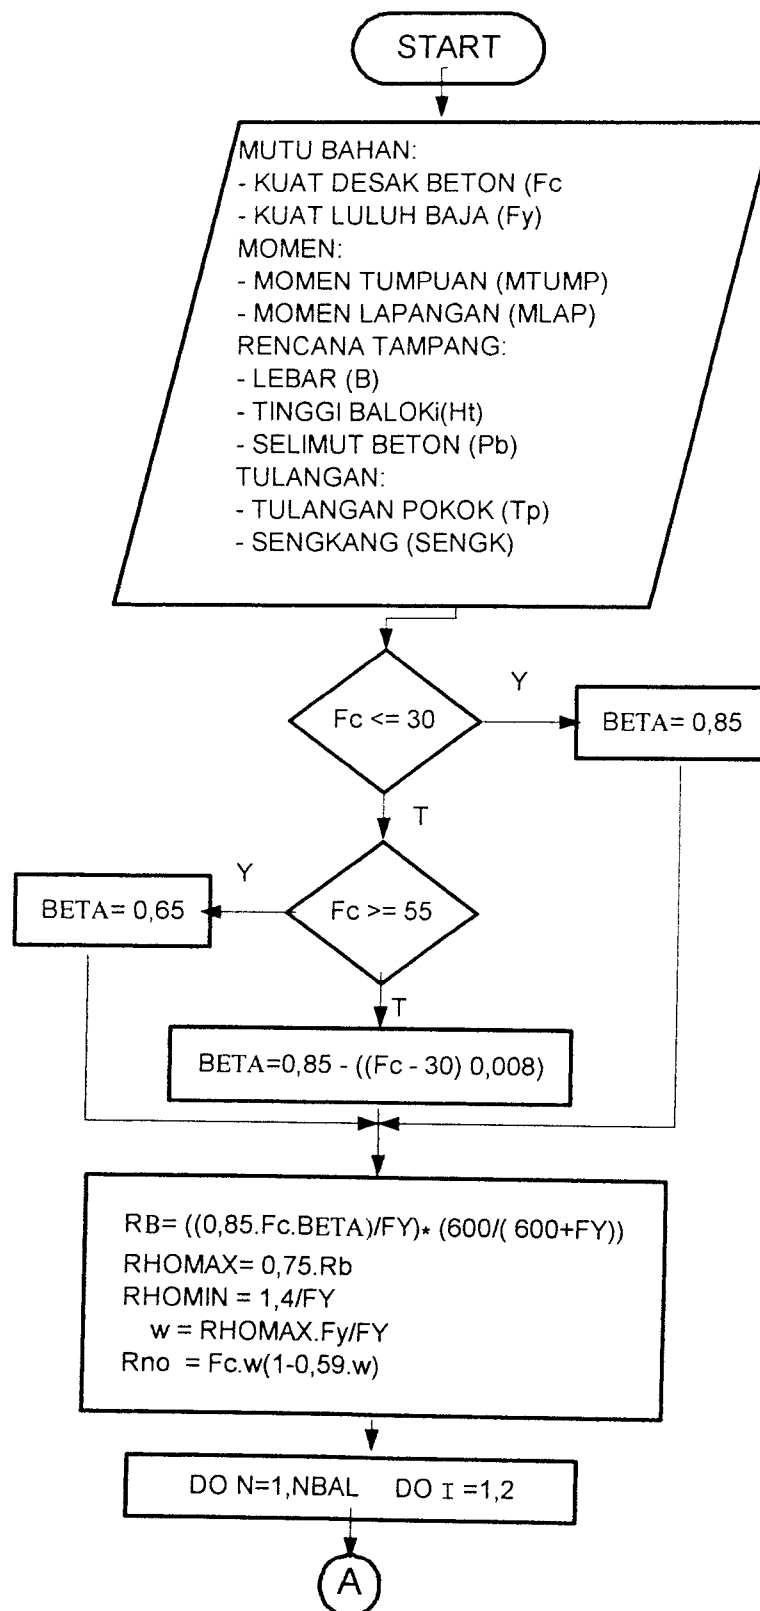 START
MUTU BAHAN:
- KUAT DESAK BETON (Fc
- KUAT LULUH BAJA (Fy)
MOMEN:
- MOMEN TUMPUAN (MTUMP)
- MOMEN LAPANGAN (MLAP)
RENCANA TAMPANG:
- LEBAR (B)
- TINGGI BALOKi(Ht)
- SELIMUT BETON (Pb)
TULANGAN:
- TULANGAN POKOK (Tp)
- SENGKANG (SENGK)
Fc <= 30
Y
BETA= 0,85
T
Fc >= 55
Y
BETA= 0,65
T
BETA=0,85 - ((Fc - 30) 0,008)
RB= ((0,85.Fc.BETA)/FY)* (600/( 600+FY))
RHOMAX= 0,75.Rb
RHOMIN = 1,4/FY
w = RHOMAX.Fy/FY
Rno = Fc.w(1-0,59.w)
DO N=1,NBAL DO I =1,2
A